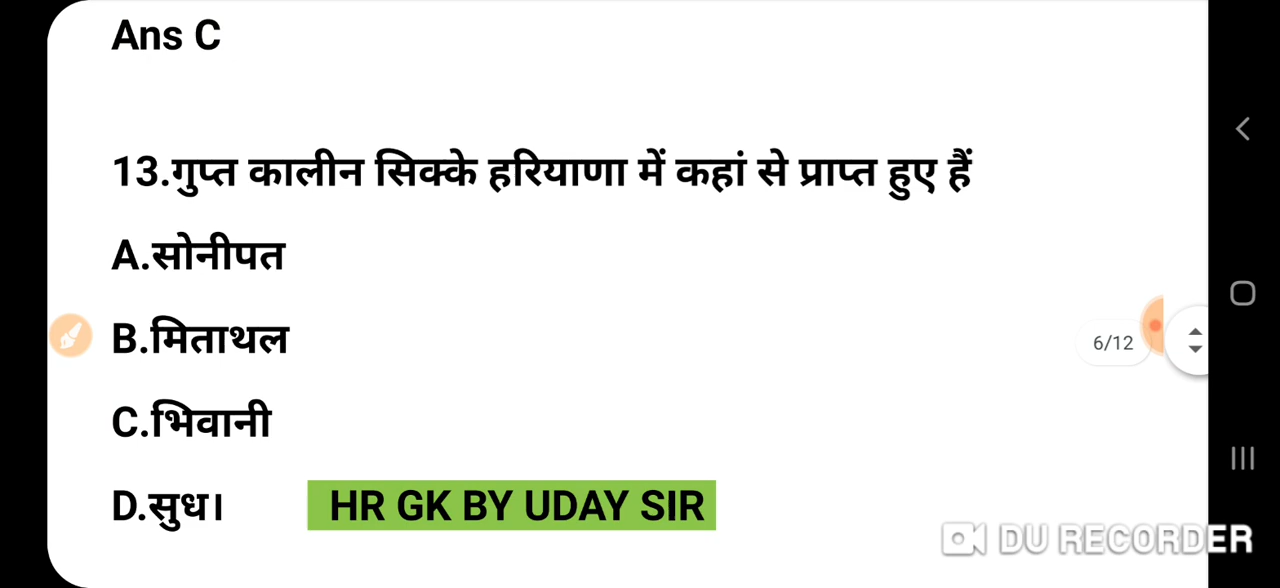 Ans C
13.गुप्त कालीन सिक्के हरियाणा में कहां से प्राप्त हुए हैं
A.सोनीपत
B.मिताथल
6/12
C.भिवानी
D.सुध। HR GK BY UDAY SIR
DU RECORDER